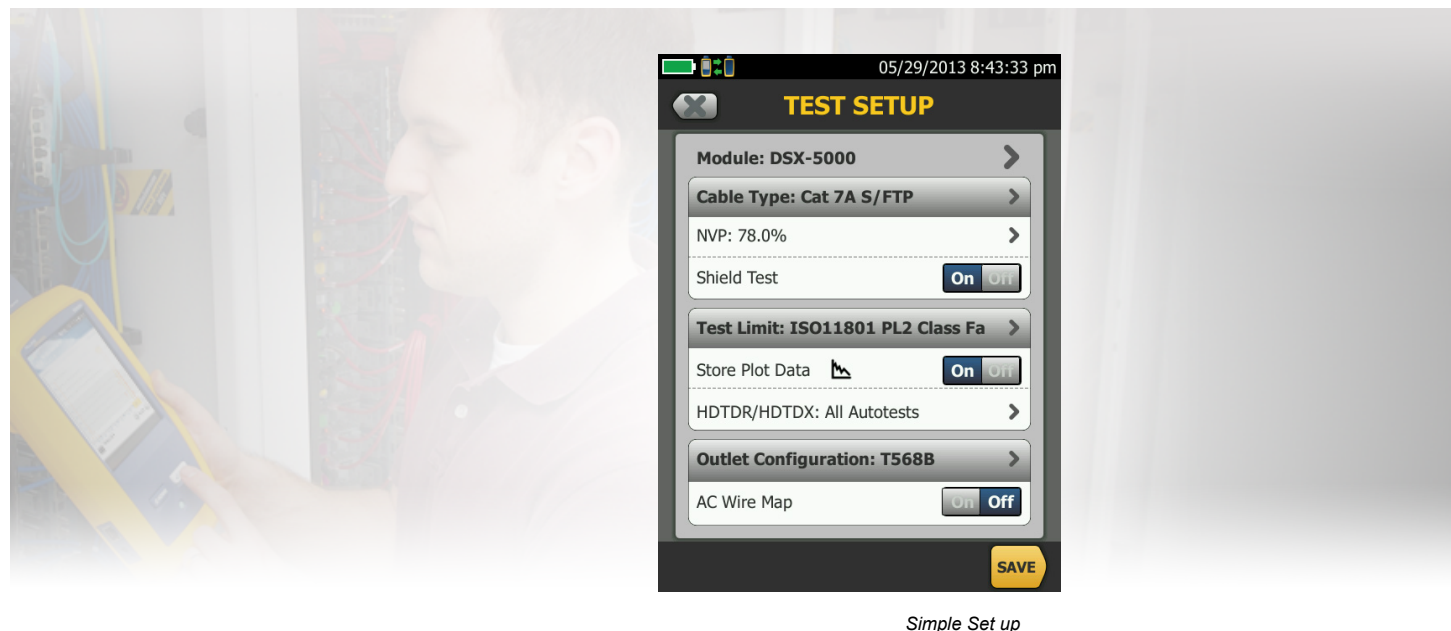 05/29/2013 8:43:33 pm
TEST SETUP
Module: DSX-5000
Cable Type: Cat 7A S/FTP
NVP: 78.0%
Shield Test On Off
Test Limit: ISO11801 PL2 Class Fa
Store Plot Data On Off
HDTDR/HDTDX: All Autotests
Outlet Configuration: T568B
AC Wire Map On Off
SAVE
Simple Set up